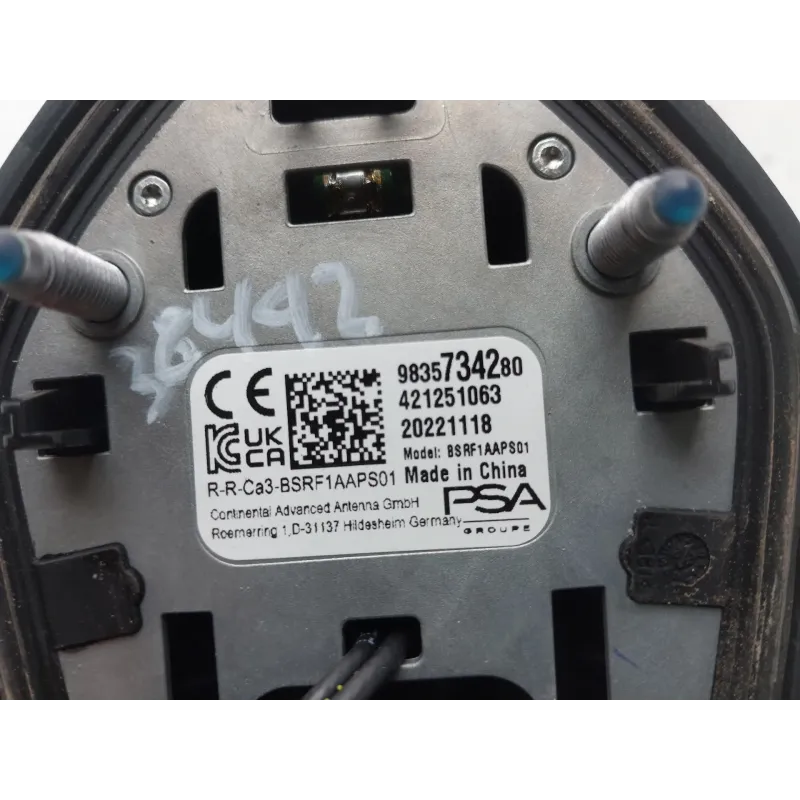 36442
CE
9835734280
421251063
20221118
UK
CA
Model: BSRF1AAPS01
R-R-Ca3-BSRF1AAPS01
Made in China
Continental Advanced Antenna GmbH
Roemerring 1,D-31137 Hildesheim Germany
PSA
GROUPE